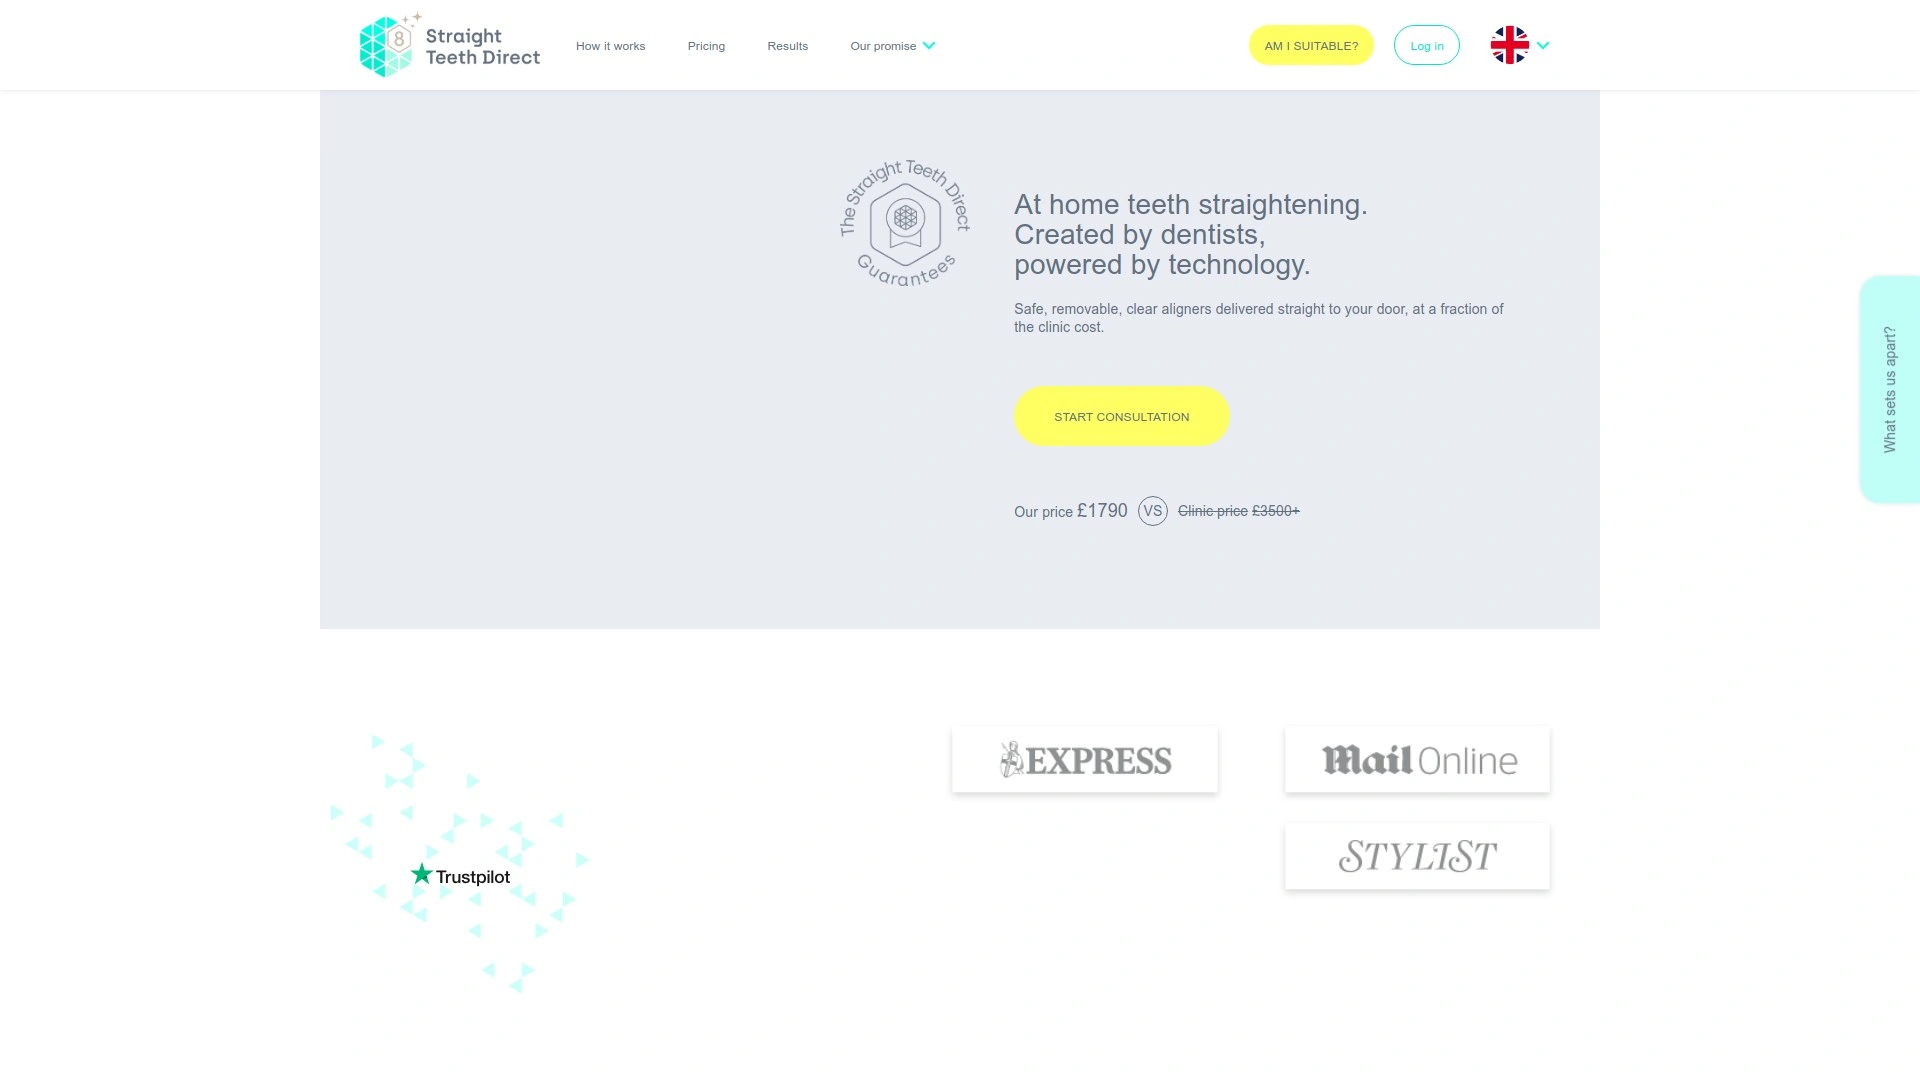 8
Straight
Teeth Direct
How it works
Pricing
Results
Our promise
AM I SUITABLE?
Log in
The Straight Teeth Direct
Guarantees
At home teeth straightening.
Created by dentists,
powered by technology.
Safe, removable, clear aligners delivered straight to your door, at a fraction of
the clinic cost.
START CONSULTATION
Our price £1790 VS Clinic price £3500+
What sets us apart?
EXPRESS
Mail Online
STYLIST
Trustpilot